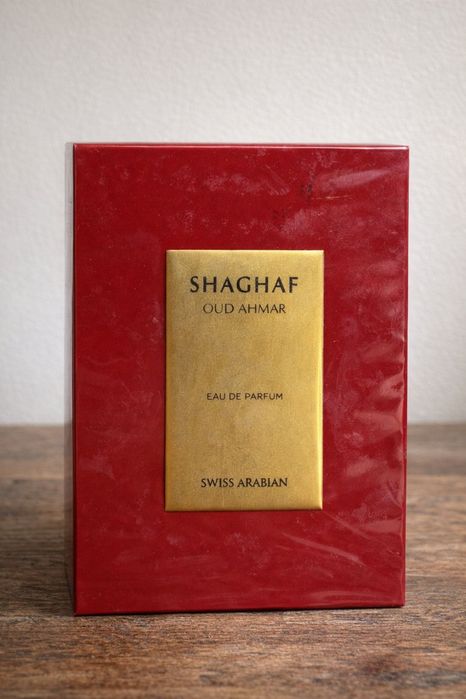 SHAGHAF
OUD AHMAR
EAU DE PARFUM
SWISS ARABIAN